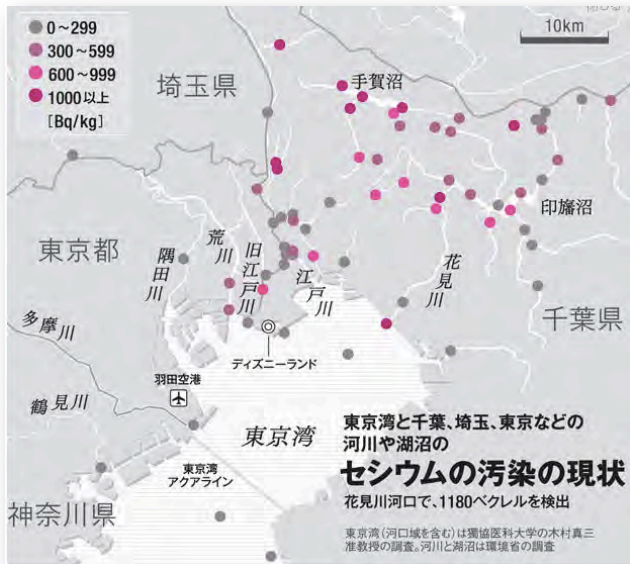 0～299
300～599
600～999
1000以上
[Bq/kg]
10km
埼玉県
手賀沼
印旛沼
東京都
隅田川
荒川
旧江戸川
江戸川
花見川
千葉県
多摩川
ディズニーランド
羽田空港
鶴見川
東京湾
東京湾
アクアライン
神奈川県
東京湾と千葉、埼玉、東京などの
河川や湖沼の
セシウムの汚染の現状
花見川河口で、1180ベクレルを検出
東京湾(河口域を含む)は獨協医科大学の木村真三
准教授の調査。河川と湖沼は環境省の調査